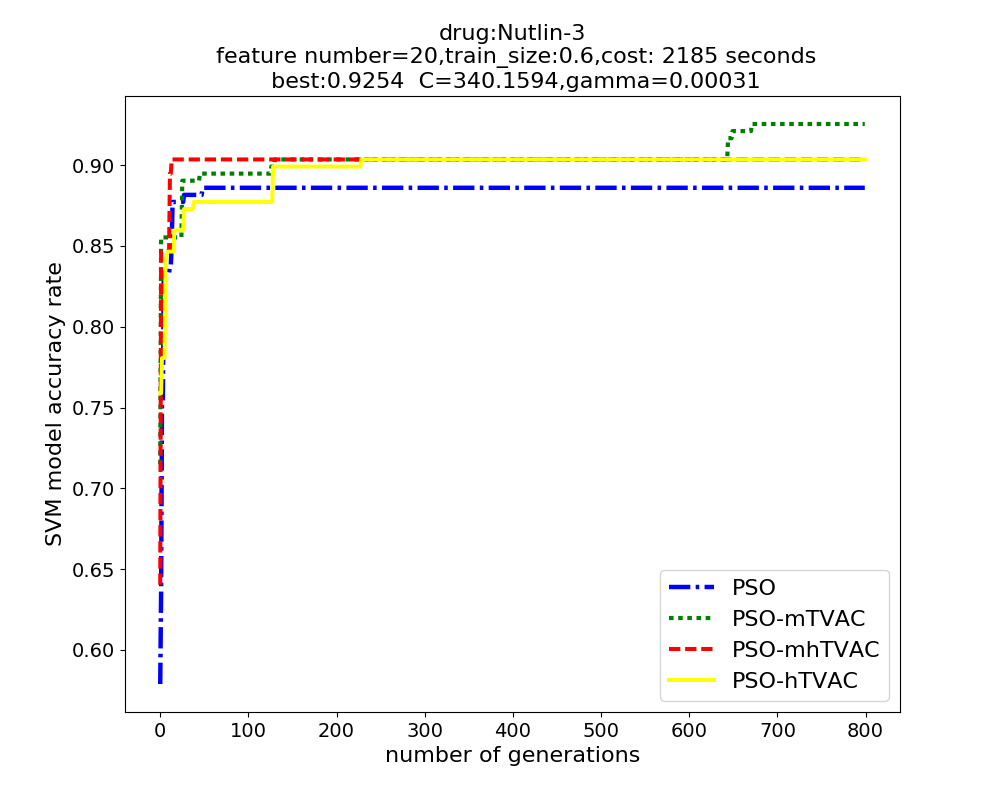 drug:Nutlin-3
feature number=20,train_size:0.6,cost: 2185 seconds
best:0.9254  C=340.1594,gamma=0.00031
SVM model accuracy rate
0.90
0.85
0.80
0.75
0.70
0.65
0.60
PSO
PSO-mTVAC
PSO-mhTVAC
PSO-hTVAC
0 100 200 300 400 500 600 700 800
number of generations